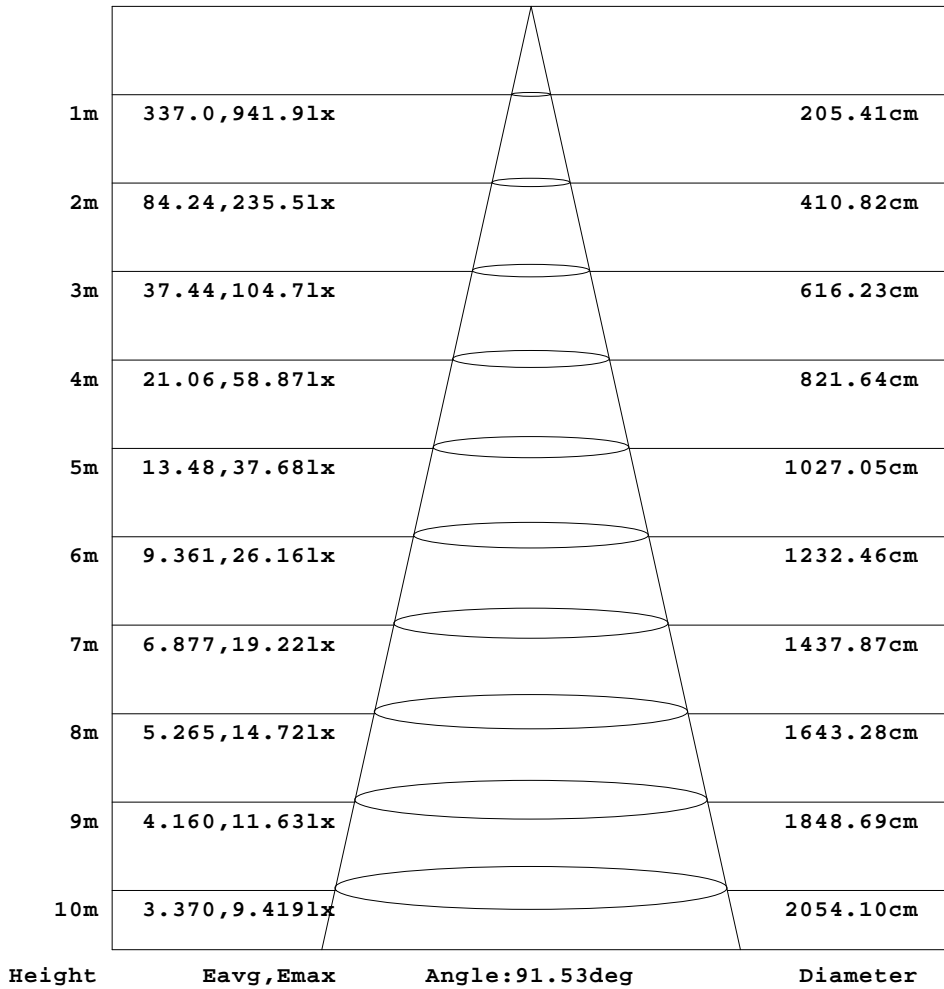 1m 337.0,941.9lx 205.41cm
2m 84.24,235.5lx 410.82cm
3m 37.44,104.7lx 616.23cm
4m 21.06,58.87lx 821.64cm
5m 13.48,37.68lx 1027.05cm
6m 9.361,26.16lx 1232.46cm
7m 6.877,19.22lx 1437.87cm
8m 5.265,14.72lx 1643.28cm
9m 4.160,11.63lx 1848.69cm
10m 3.370,9.419lx 2054.10cm
Height Eavg,Emax Angle:91.53deg Diameter